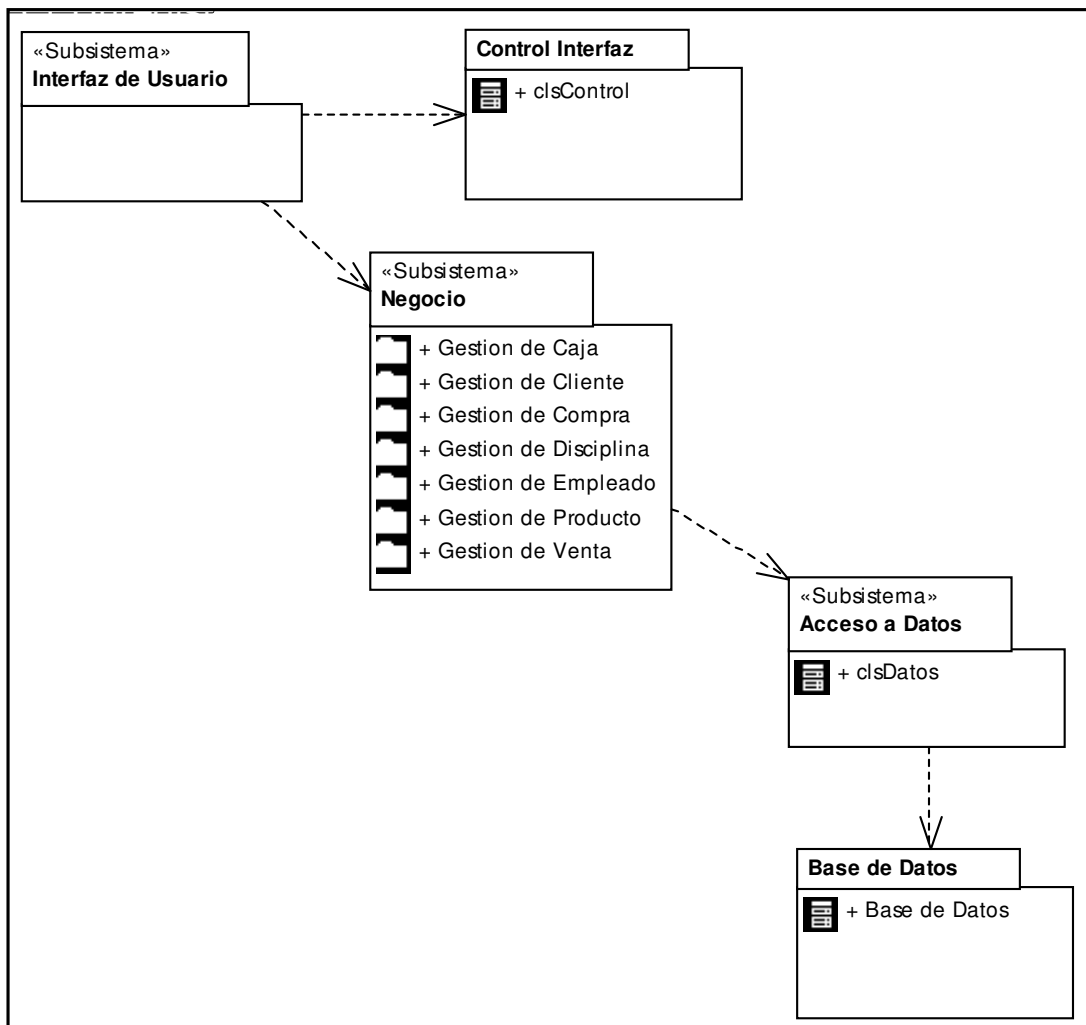 «Subsistema»
Interfaz de Usuario
Control Interfaz
+ clsControl
«Subsistema»
Negocio
+ Gestion de Caja
+ Gestion de Cliente
+ Gestion de Compra
+ Gestion de Disciplina
+ Gestion de Empleado
+ Gestion de Producto
+ Gestion de Venta
«Subsistema»
Acceso a Datos
+ clsDatos
Base de Datos
+ Base de Datos